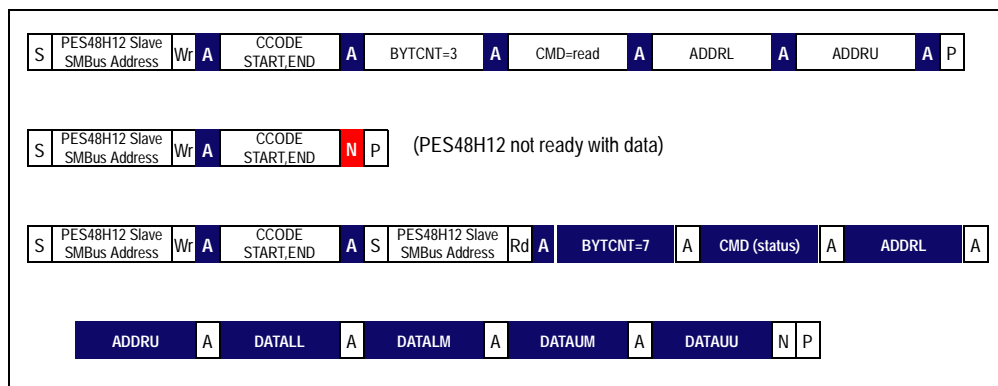 S PES48H12 Slave SMBus Address Wr A CCODE START,END A BYTCNT=3 A CMD=read A ADDRL A ADDRU A P
S PES48H12 Slave SMBus Address Wr A CCODE START,END N P (PES48H12 not ready with data)
S PES48H12 Slave SMBus Address Wr A CCODE START,END A S PES48H12 Slave SMBus Address Rd A BYTCNT=7 A CMD (status) A ADDRL A
ADDRU A DATALL A DATALM A DATAUM A DATAUU N P